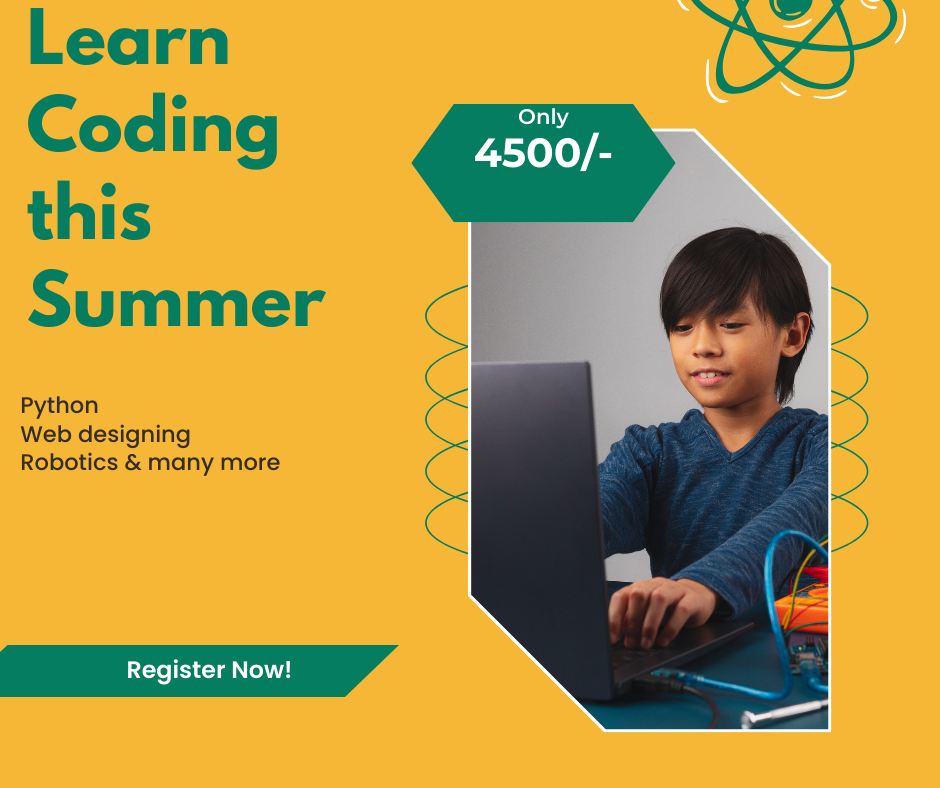 Learn
Coding
this
Summer
Only
4500/-
Python
Web designing
Robotics & many more
Register Now!